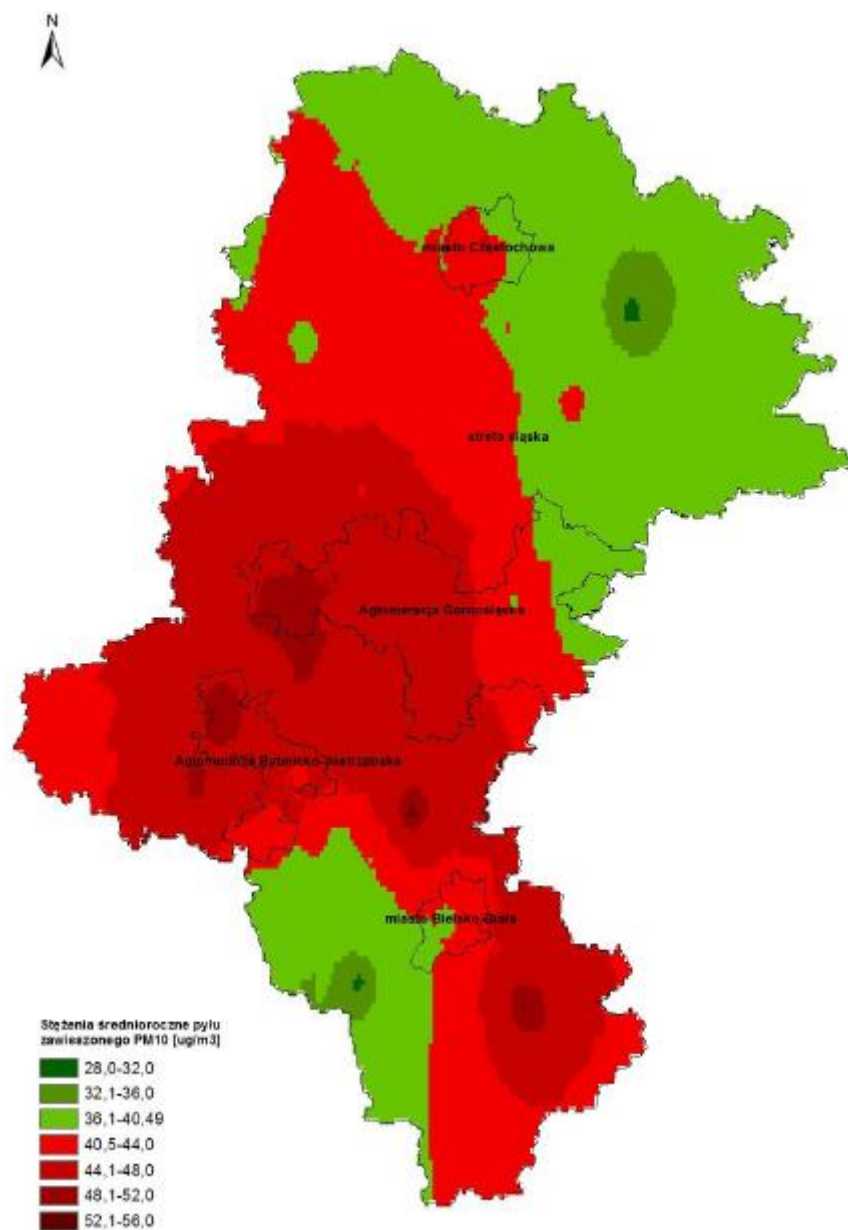 N
miasto Częstochowa
strefa śląska
Aglomeracja Górnośląska
Aglomeracja Rybnicko-Jastrzębska
miasto Bielsko-Biała
Stężenia średnioroczne pyłu
zawieszonego PM10 [ug/m3]
28,0-32,0
32,1-36,0
36,1-40,49
40,5-44,0
44,1-48,0
48,1-52,0
52,1-56,0